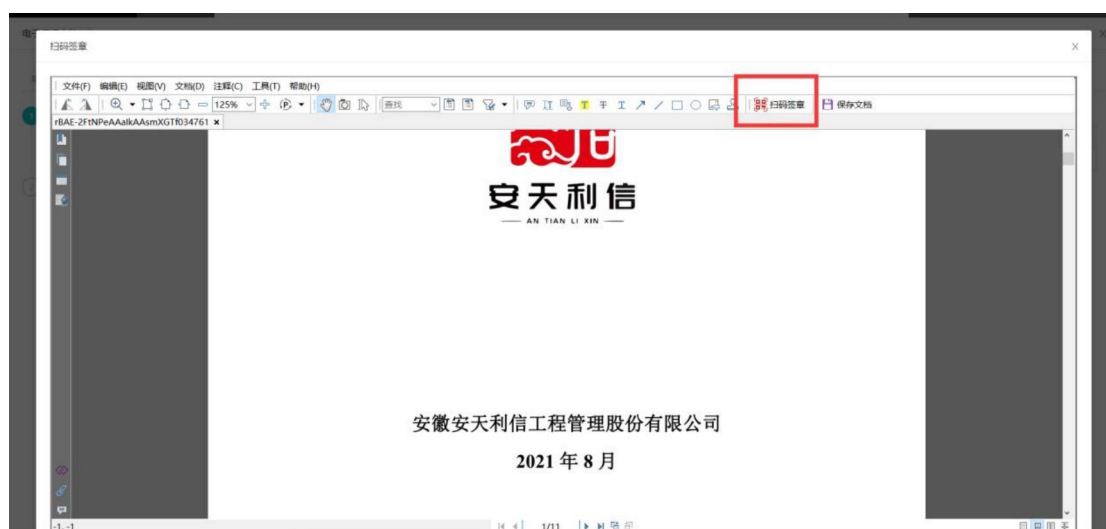 扫码签章
文件(F) 编辑(E) 视图(V) 文档(D) 注释(C) 工具(T) 帮助(H)
125% 查找 扫码签章 保存文档
rBAE-2FtNPeAAalkAAsmXGTf034761
安天利信
AN TIAN LI XIN
安徽安天利信工程管理股份有限公司
2021 年 8 月
-1, -1 1/11